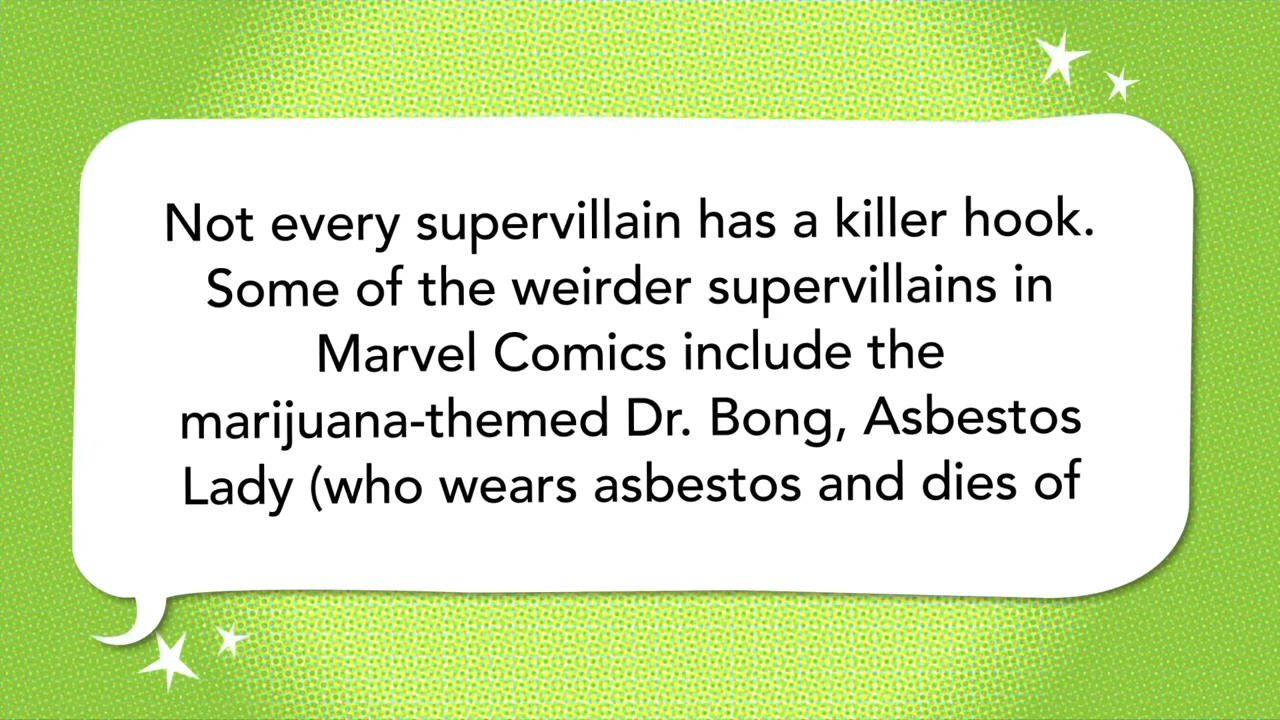 Not every supervillain has a killer hook.
Some of the weirder supervillains in
Marvel Comics include the
marijuana-themed Dr. Bong, Asbestos
Lady (who wears asbestos and dies of